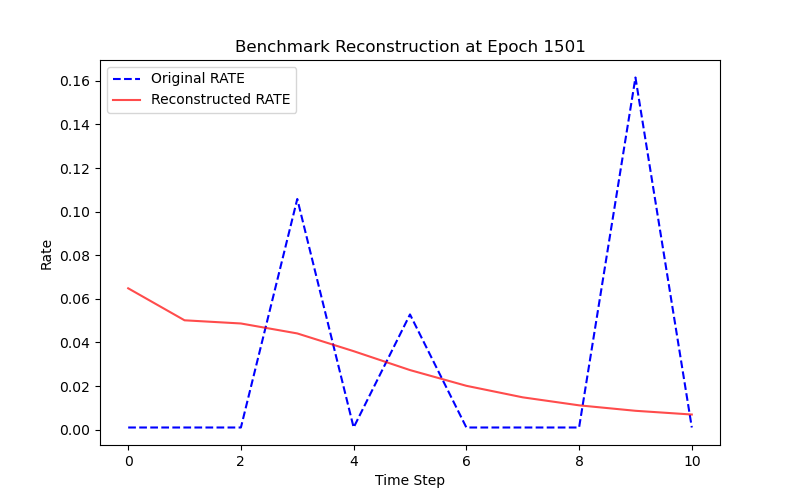 Benchmark Reconstruction at Epoch 1501
Original RATE
Reconstructed RATE
0.16
0.14
0.12
0.10
0.08
0.06
0.04
0.02
0.00
Rate
0 2 4 6 8 10
Time Step